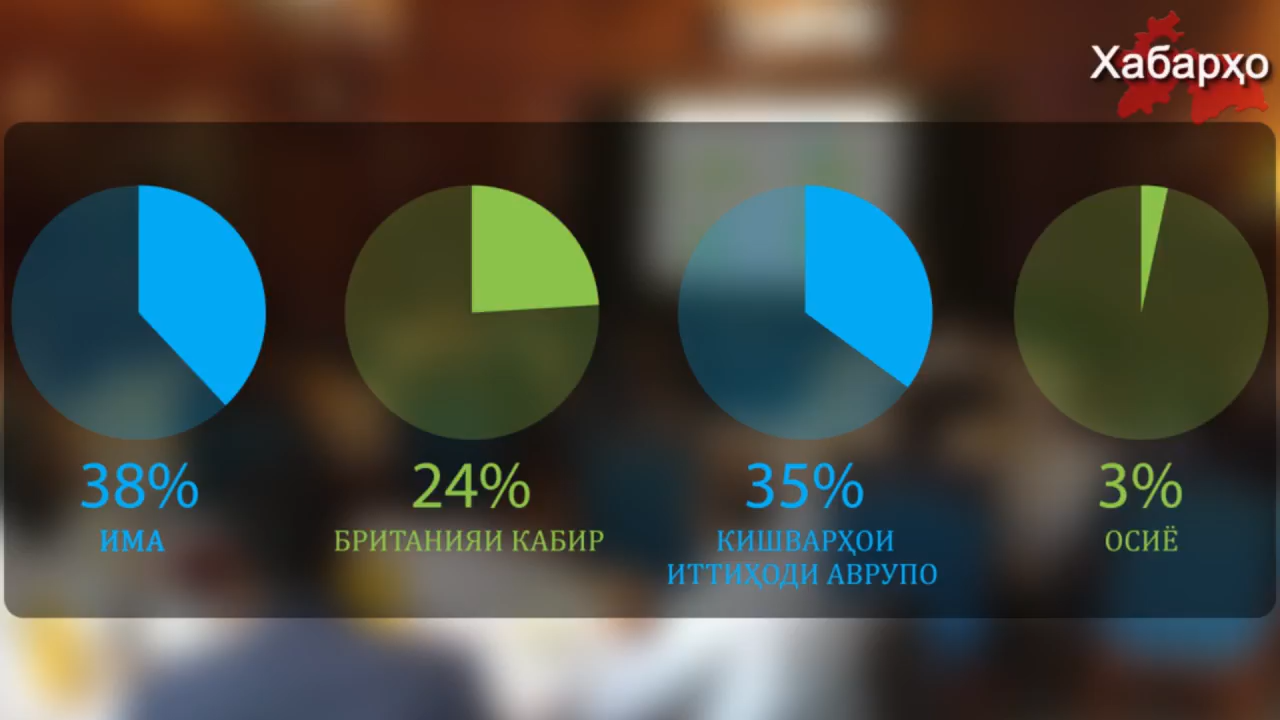 Хабарҳо
38%
ИМА
24%
БРИТАНИЯИ КАБИР
35%
КИШВАРҲОИ
ИТТИҲОДИ АВРУПО
3%
ОСИЁ